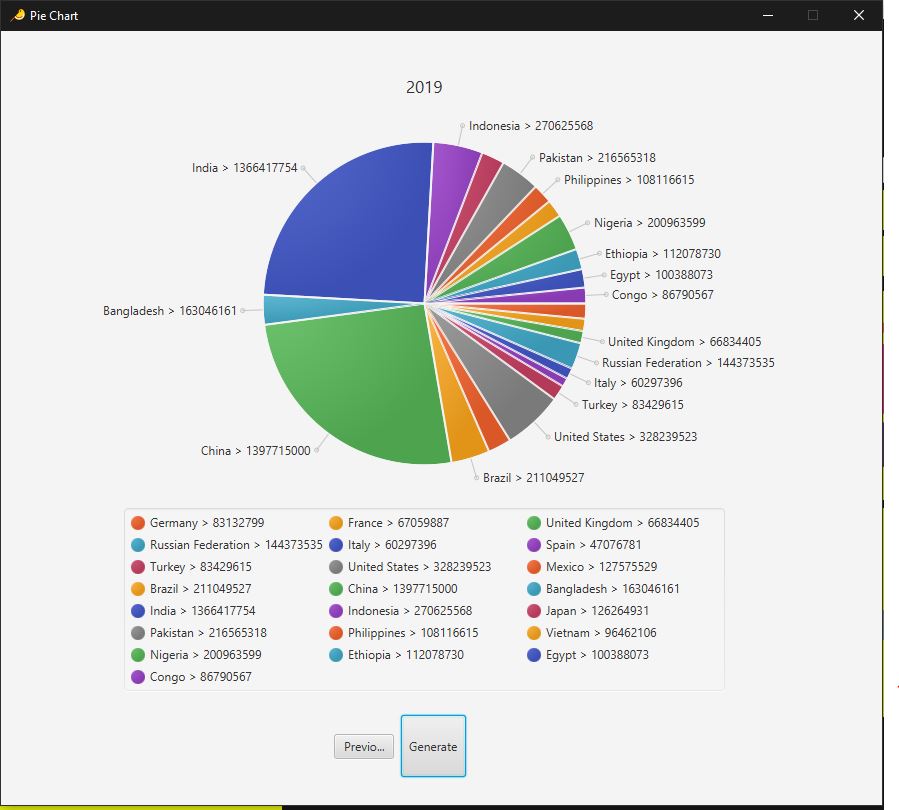 Pie Chart
2019
Indonesia > 270625568
Pakistan > 216565318
India > 1366417754
Philippines > 108116615
Nigeria > 200963599
Ethiopia > 112078730
Egypt > 100388073
Congo > 86790567
Bangladesh > 163046161
United Kingdom > 66834405
Russian Federation > 144373535
Italy > 60297396
Turkey > 83429615
United States > 328239523
China > 1397715000
Brazil > 211049527
Germany > 83132799 France > 67059887 United Kingdom > 66834405
Russian Federation > 144373535 Italy > 60297396 Spain > 47076781
Turkey > 83429615 United States > 328239523 Mexico > 127575529
Brazil > 211049527 China > 1397715000 Bangladesh > 163046161
India > 1366417754 Indonesia > 270625568 Japan > 126264931
Pakistan > 216565318 Philippines > 108116615 Vietnam > 96462106
Nigeria > 200963599 Ethiopia > 112078730 Egypt > 100388073
Congo > 86790567
Previo... Generate